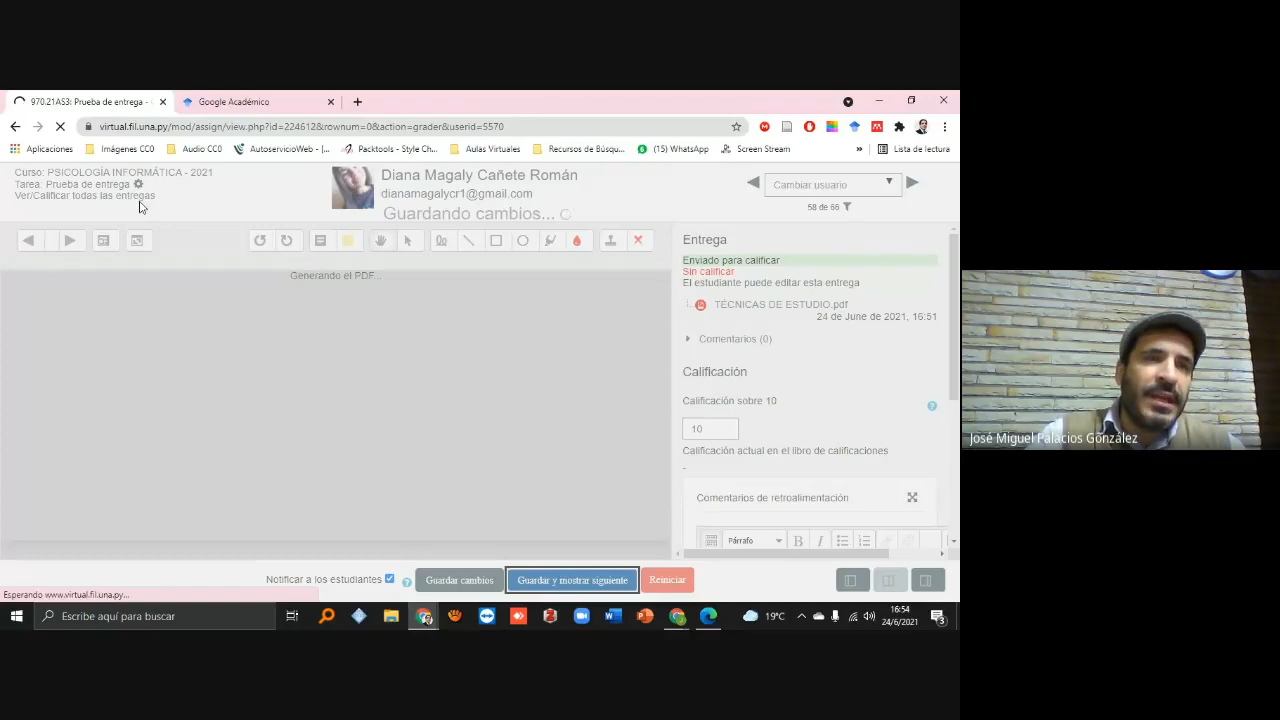 970.21AS3: Prueba de entrega -
Google Académico
virtual.fil.una.py/mod/assign/view.php?id=224612&rownum=0&action=grader&userid=5570
Aplicaciones
Imágenes CC0
Audio CC0
AutoservicioWeb - (...
Packtools - Style Ch...
Aulas Virtuales
Recursos de Búsqu...
(15) WhatsApp
Screen Stream
»
Lista de lectura
Curso: PSICOLOGÍA INFORMÁTICA - 2021
Tarea: Prueba de entrega
Ver/Calificar todas las entregas
Diana Magaly Cañete Román
dianamagalycr1@gmail.com
Guardando cambios...
Cambiar usuario
58 de 66
Generando el PDF...
Entrega
Enviado para calificar
Sin calificar
El estudiante puede editar esta entrega
TÉCNICAS DE ESTUDIO.pdf
24 de June de 2021, 16:51
Comentarios (0)
Calificación
Calificación sobre 10
10
Calificación actual en el libro de calificaciones
-
Comentarios de retroalimentación
Párrafo
B I
Notificar a los estudiantes
Guardar cambios
Guardar y mostrar siguiente
Reiniciar
Esperando www.virtual.fil.una.py...
Escribe aquí para buscar
19°C
16:54
24/6/2021
3
José Miguel Palacios González